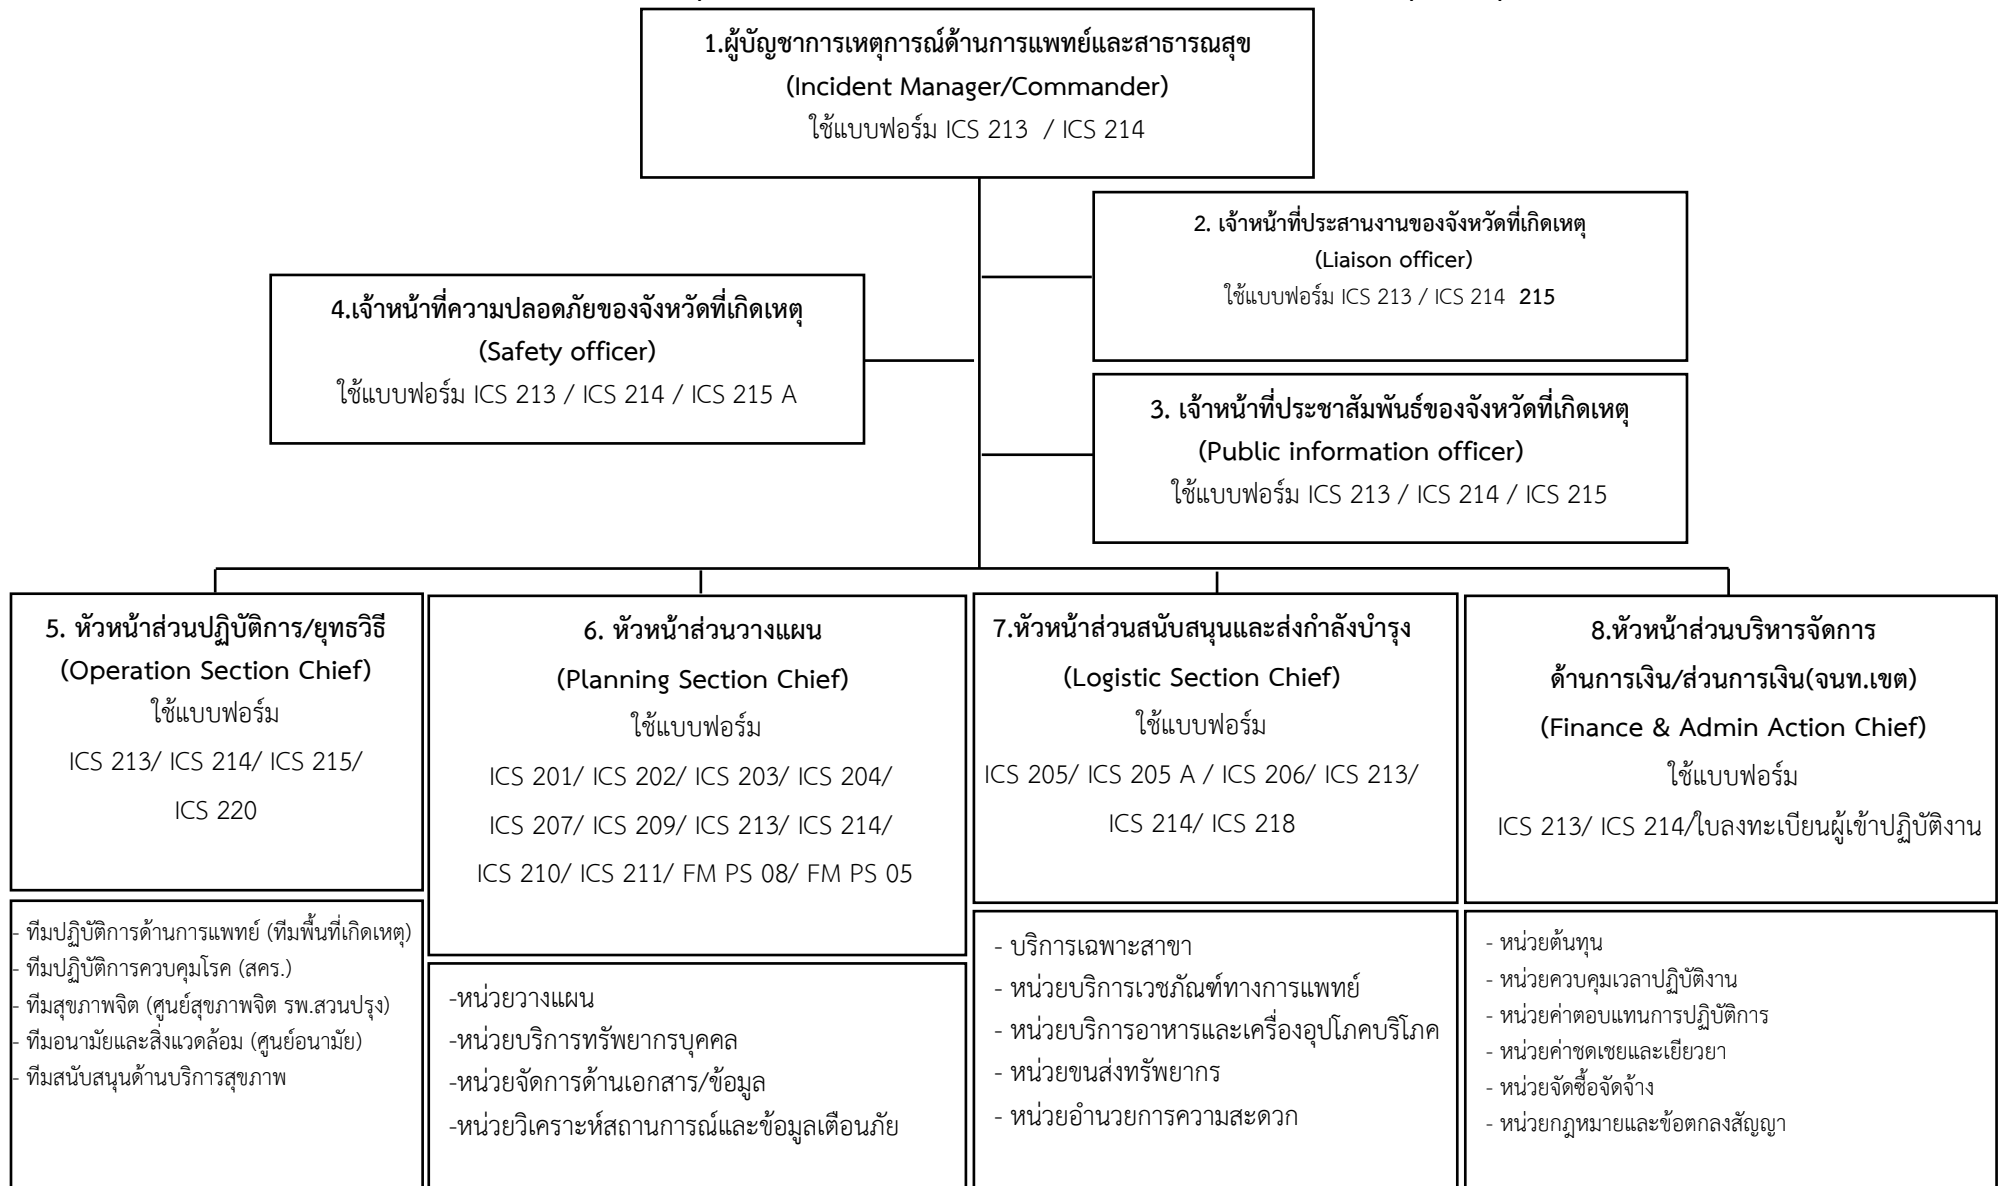 1.ผู้บัญชาการเหตุการณ์ด้านการแพทย์และสาธารณสุข
(Incident Manager/Commander)
ใช้แบบฟอร์ม ICS 213 / ICS 214
2. เจ้าหน้าที่ประสานงานของจังหวัดที่เกิดเหตุ
(Liaison officer)
ใช้แบบฟอร์ม ICS 213 / ICS 214 215
4.เจ้าหน้าที่ความปลอดภัยของจังหวัดที่เกิดเหตุ
(Safety officer)
ใช้แบบฟอร์ม ICS 213 / ICS 214 / ICS 215 A
3. เจ้าหน้าที่ประชาสัมพันธ์ของจังหวัดที่เกิดเหตุ
(Public information officer)
ใช้แบบฟอร์ม ICS 213 / ICS 214 / ICS 215
5. หัวหน้าส่วนปฏิบัติการ/ยุทธวิธี
(Operation Section Chief)
ใช้แบบฟอร์ม
ICS 213/ ICS 214/ ICS 215/
ICS 220
- ทีมปฏิบัติการด้านการแพทย์ (ทีมพื้นที่เกิดเหตุ)
- ทีมปฏิบัติการควบคุมโรค (สคร.)
- ทีมสุขภาพจิต (ศูนย์สุขภาพจิต รพ.สวนปรุง)
- ทีมอนามัยและสิ่งแวดล้อม (ศูนย์อนามัย)
- ทีมสนับสนุนด้านบริการสุขภาพ
6. หัวหน้าส่วนวางแผน
(Planning Section Chief)
ใช้แบบฟอร์ม
ICS 201/ ICS 202/ ICS 203/ ICS 204/
ICS 207/ ICS 209/ ICS 213/ ICS 214/
ICS 210/ ICS 211/ FM PS 08/ FM PS 05
-หน่วยวางแผน
-หน่วยบริการทรัพยากรบุคคล
-หน่วยจัดการด้านเอกสาร/ข้อมูล
-หน่วยวิเคราะห์สถานการณ์และข้อมูลเตือนภัย
7.หัวหน้าส่วนสนับสนุนและส่งกำลังบำรุง
(Logistic Section Chief)
ใช้แบบฟอร์ม
ICS 205/ ICS 205 A / ICS 206/ ICS 213/
ICS 214/ ICS 218
- บริการเฉพาะสาขา
- หน่วยบริการเวชภัณฑ์ทางการแพทย์
- หน่วยบริการอาหารและเครื่องอุปโภคบริโภค
- หน่วยขนส่งทรัพยากร
- หน่วยอำนวยการความสะดวก
8.หัวหน้าส่วนบริหารจัดการ
ด้านการเงิน/ส่วนการเงิน(จนท.เขต)
(Finance & Admin Action Chief)
ใช้แบบฟอร์ม
ICS 213/ ICS 214/ใบลงทะเบียนผู้เข้าปฏิบัติงาน
- หน่วยต้นทุน
- หน่วยควบคุมเวลาปฏิบัติงาน
- หน่วยค่าตอบแทนการปฏิบัติการ
- หน่วยค่าชดเชยและเยียวยา
- หน่วยจัดซื้อจัดจ้าง
- หน่วยกฎหมายและข้อตกลงสัญญา